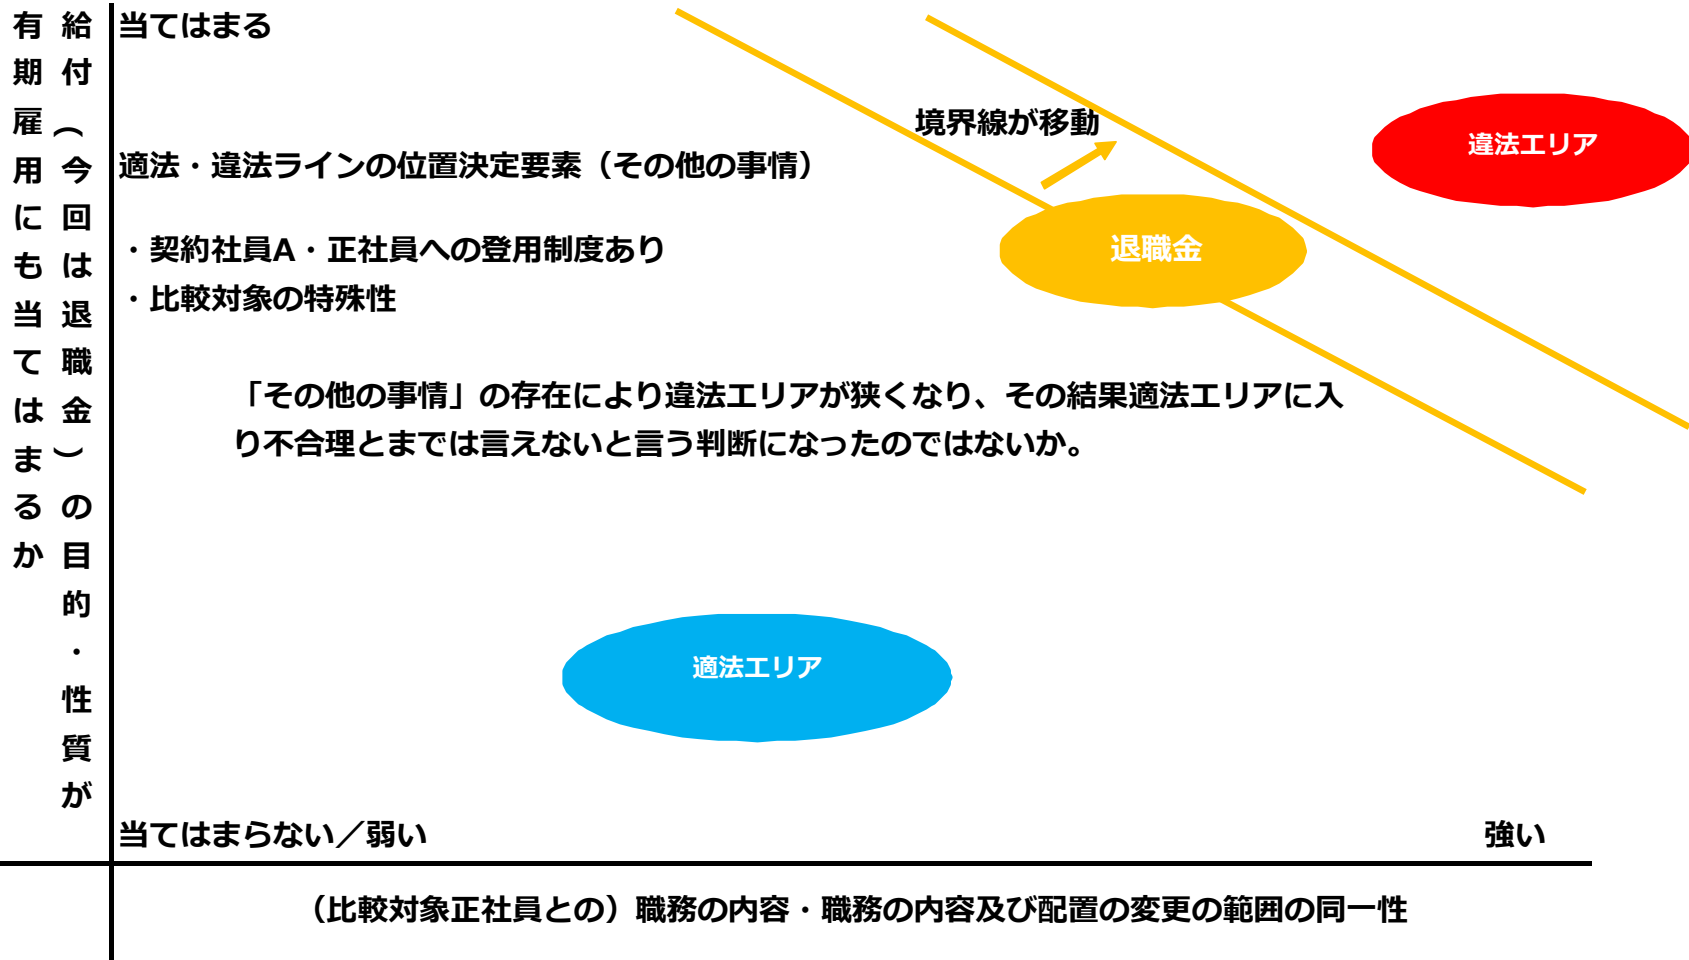 給付（今回は退職金）の目的・性質が
有期雇用にも当てはまるか
当てはまる
境界線が移動
違法エリア
適法・違法ラインの位置決定要素（その他の事情）
・契約社員A・正社員への登用制度あり
退職金
・比較対象の特殊性
「その他の事情」の存在により違法エリアが狭くなり、その結果適法エリアに入
り不合理とまでは言えないと言う判断になったのではないか。
適法エリア
当てはまらない／弱い
強い
（比較対象正社員との）職務の内容・職務の内容及び配置の変更の範囲の同一性